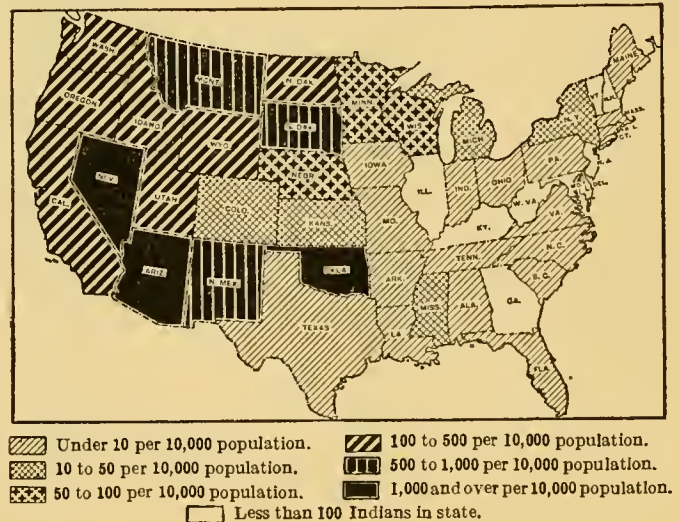 WASH.
MONT.
N. DAK.
MINN.
MAINE
OREGON
IDAHO
WYO.
S. DAK.
WIS.
MICH.
N.Y.
VT.
N.H.
MASS.
R.I.
CT.
NEV.
UTAH
COLO.
NEBR.
IOWA
ILL.
IND.
OHIO
PA.
N.J.
DEL.
CAL.
ARIZ.
N. MEX.
KANS.
MO.
KY.
W. VA.
VA.
OKLA.
ARK.
TENN.
N.C.
S.C.
TEXAS
LA.
MISS.
ALA.
GA.
FLA.
Under 10 per 10,000 population.
10 to 50 per 10,000 population.
50 to 100 per 10,000 population.
100 to 500 per 10,000 population.
500 to 1,000 per 10,000 population.
1,000 and over per 10,000 population.
Less than 100 Indians in state.